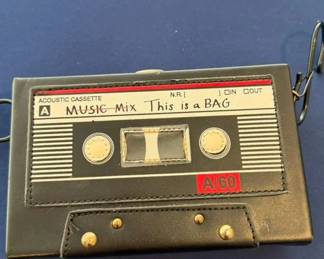 N.R. IN OUT
ACOUSTIC CASSETTE
A MUSIC Mix This is a BAG
A 60